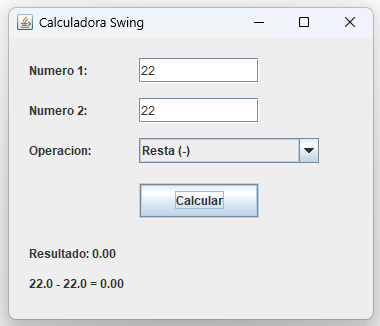 Calculadora Swing
Numero 1: 22
Numero 2: 22
Operacion: Resta (-)
Calcular
Resultado: 0.00
22.0 - 22.0 = 0.00